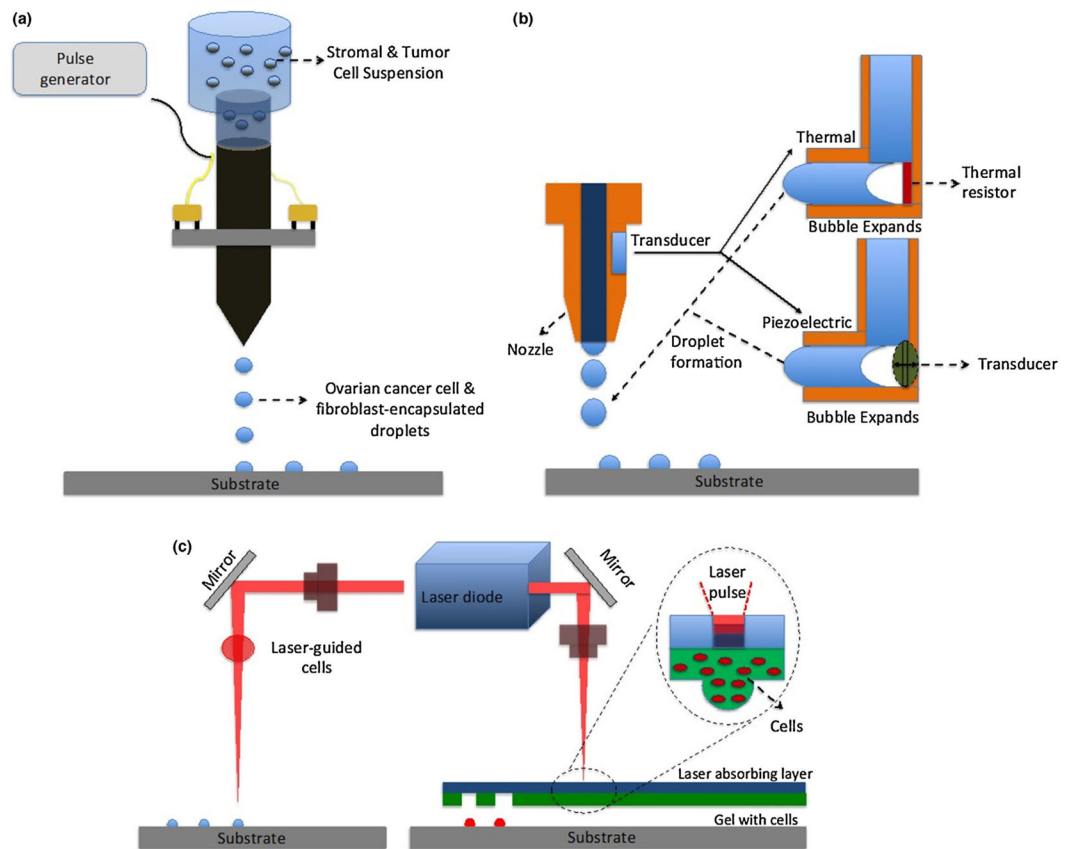 (a)
Pulse
generator
Stromal & Tumor
Cell Suspension
Ovarian cancer cell &
fibroblast-encapsulated
droplets
Substrate
(b)
Thermal
Thermal
resistor
Bubble Expands
Transducer
Piezoelectric
Nozzle
Droplet
formation
Transducer
Bubble Expands
Substrate
(c)
Mirror
Laser diode
Mirror
Laser
pulse
Laser-guided
cells
Cells
Laser absorbing layer
Gel with cells
Substrate
Substrate